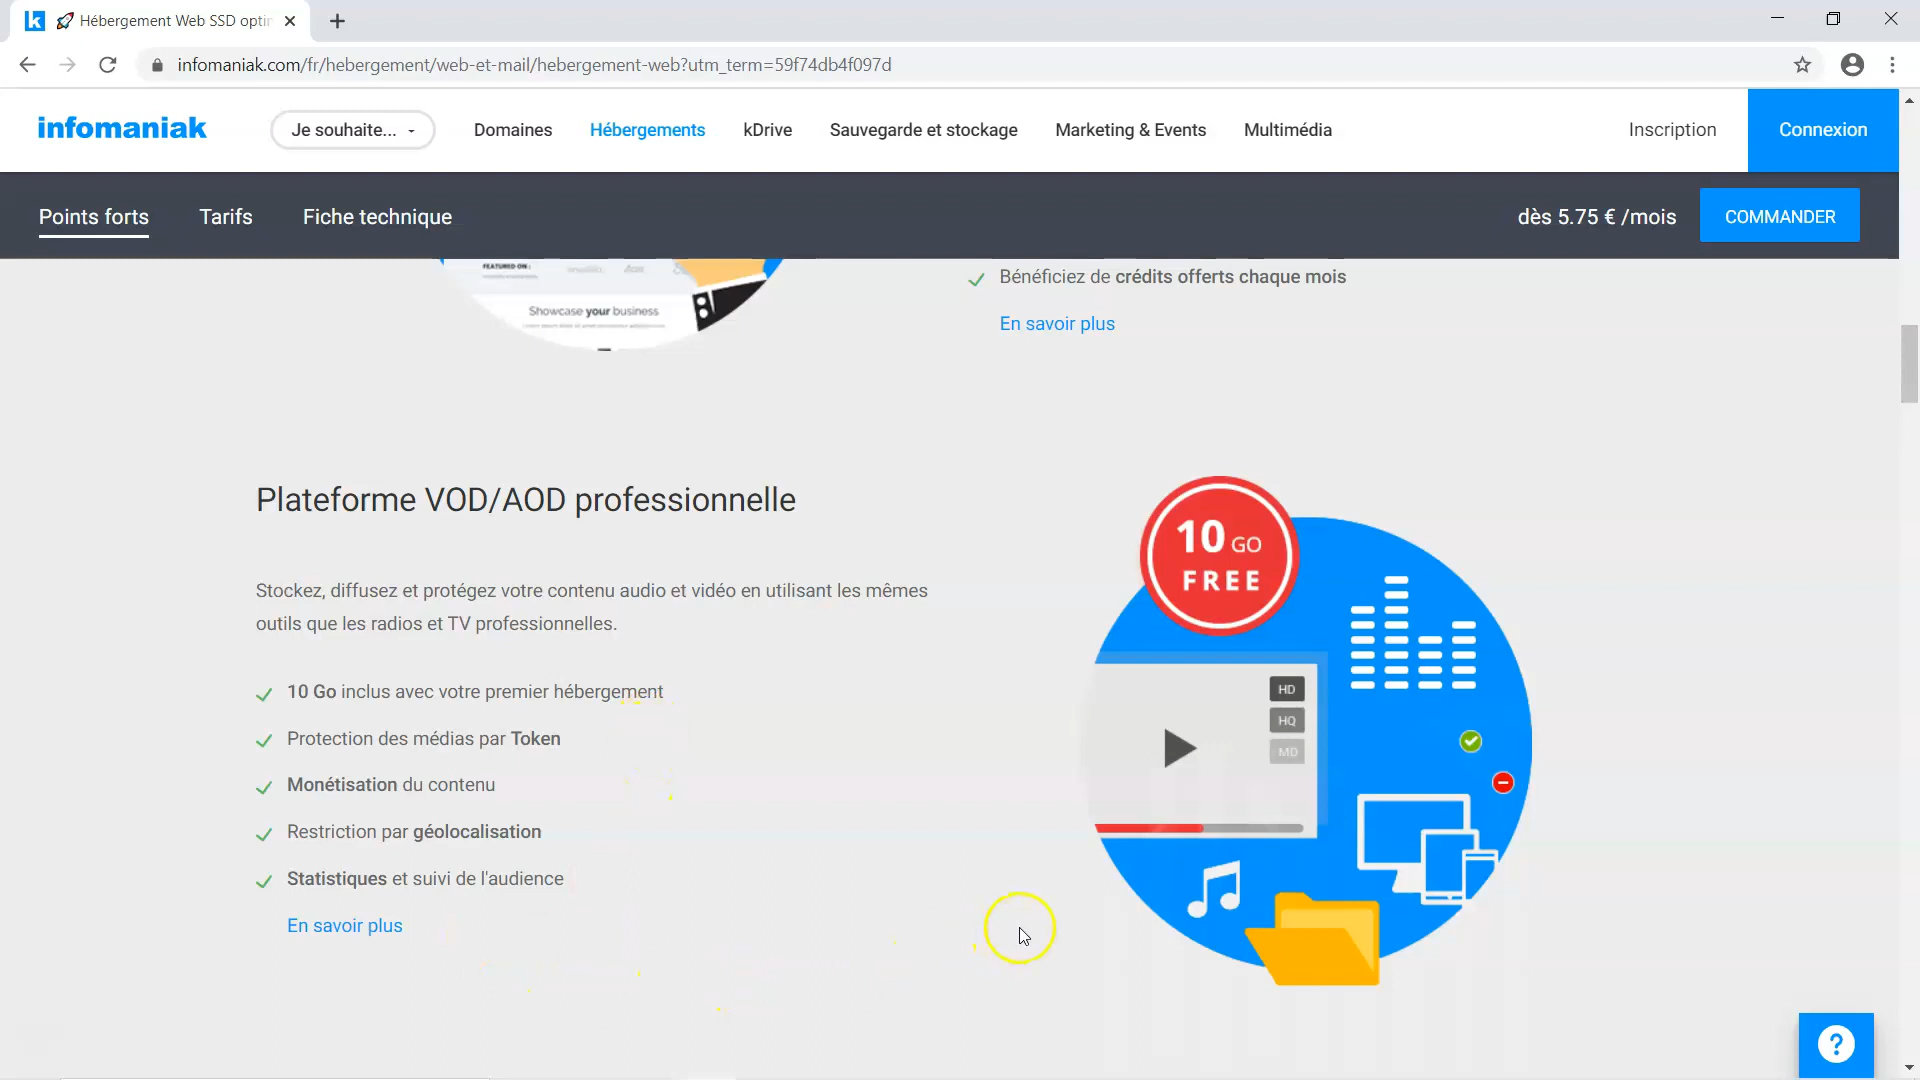 Hébergement Web SSD optin
infomaniak.com/fr/hebergement/web-et-mail/hebergement-web?utm_term=59f74db4f097d
infomaniak
Je souhaite...
Domaines
Hébergements
kDrive
Sauvegarde et stockage
Marketing & Events
Multimédia
Inscription
Connexion
Points forts
Tarifs
Fiche technique
dès 5.75 € /mois
COMMANDER
FEATURED ON :
Showcase your business
Bénéficiez de crédits offerts chaque mois
En savoir plus
Plateforme VOD/AOD professionnelle
Stockez, diffusez et protégez votre contenu audio et vidéo en utilisant les mêmes
outils que les radios et TV professionnelles.
10 Go inclus avec votre premier hébergement
Protection des médias par Token
Monétisation du contenu
Restriction par géolocalisation
Statistiques et suivi de l'audience
En savoir plus
10 GO
FREE
HD
HQ
MD
?